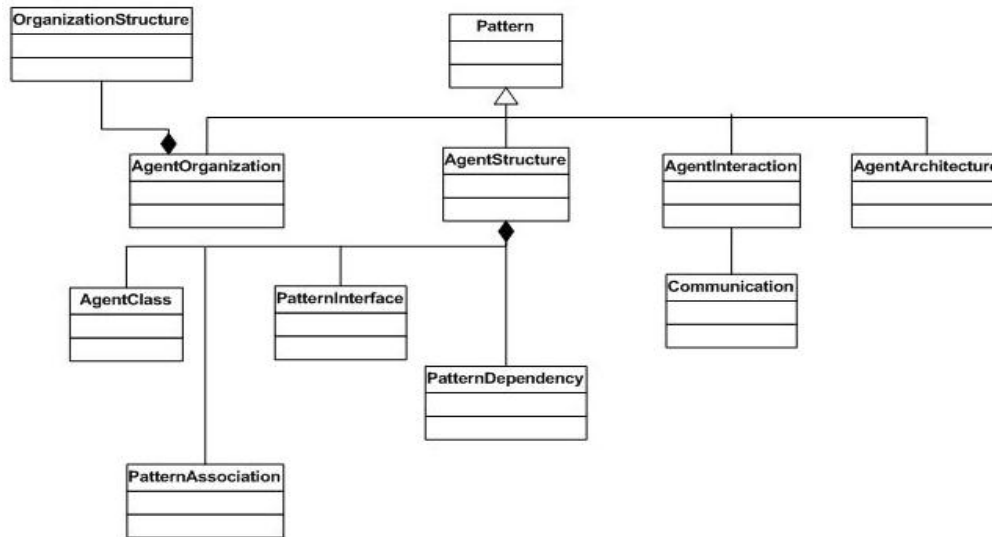 OrganizationStructure
Pattern
AgentOrganization
AgentStructure
AgentInteraction
AgentArchitecture
AgentClass
PatternInterface
Communication
PatternDependency
PatternAssociation